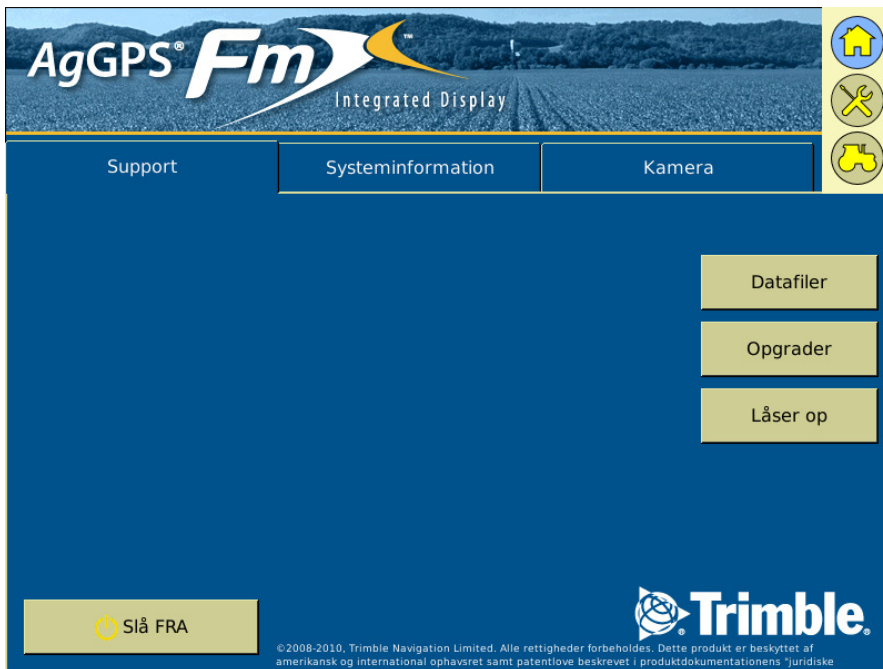 AgGPS® FmX™
Integrated Display
Support
Systeminformation
Kamera
Datafiler
Opgrader
Låser op
Slå FRA
Trimble.
©2008-2010, Trimble Navigation Limited. Alle rettigheder forbeholdes. Dette produkt er beskyttet af
amerikansk og international ophavsret samt patentlove beskrevet i produktdokumentationens "juridiske